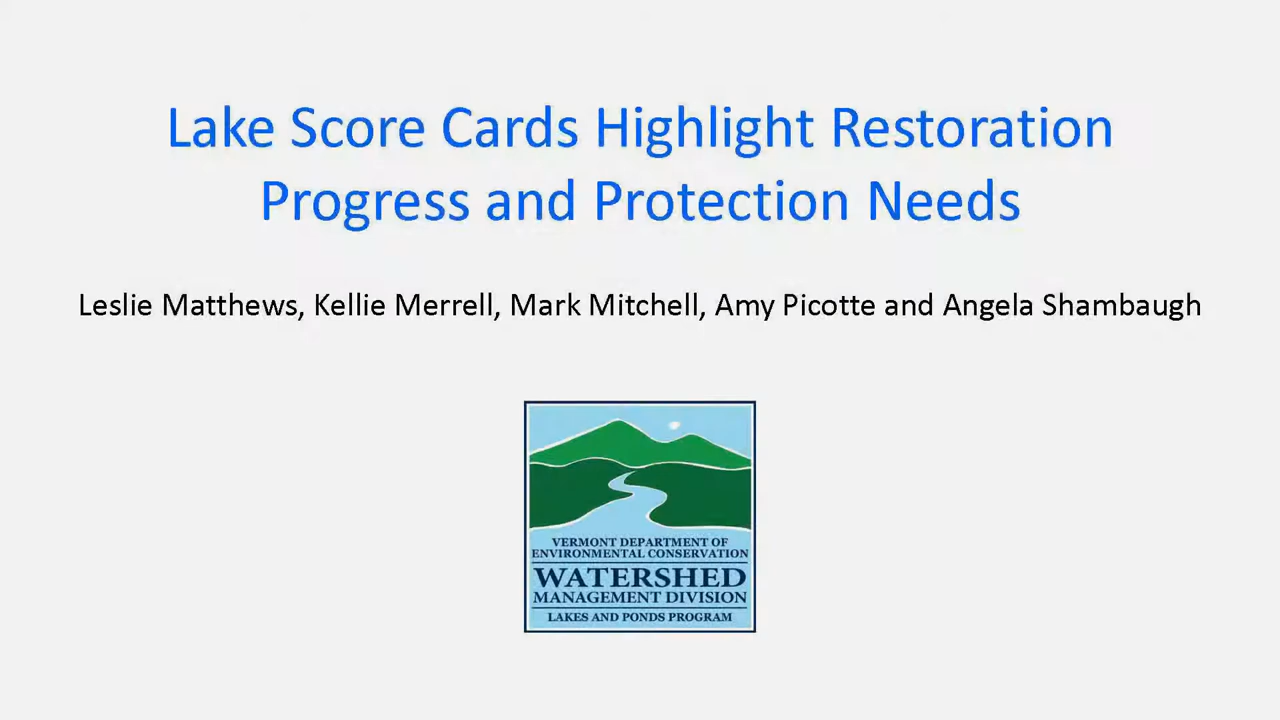 Lake Score Cards Highlight Restoration
Progress and Protection Needs
Leslie Matthews, Kellie Merrell, Mark Mitchell, Amy Picotte and Angela Shambaugh
VERMONT DEPARTMENT OF
ENVIRONMENTAL CONSERVATION
WATERSHED
MANAGEMENT DIVISION
LAKES AND PONDS PROGRAM